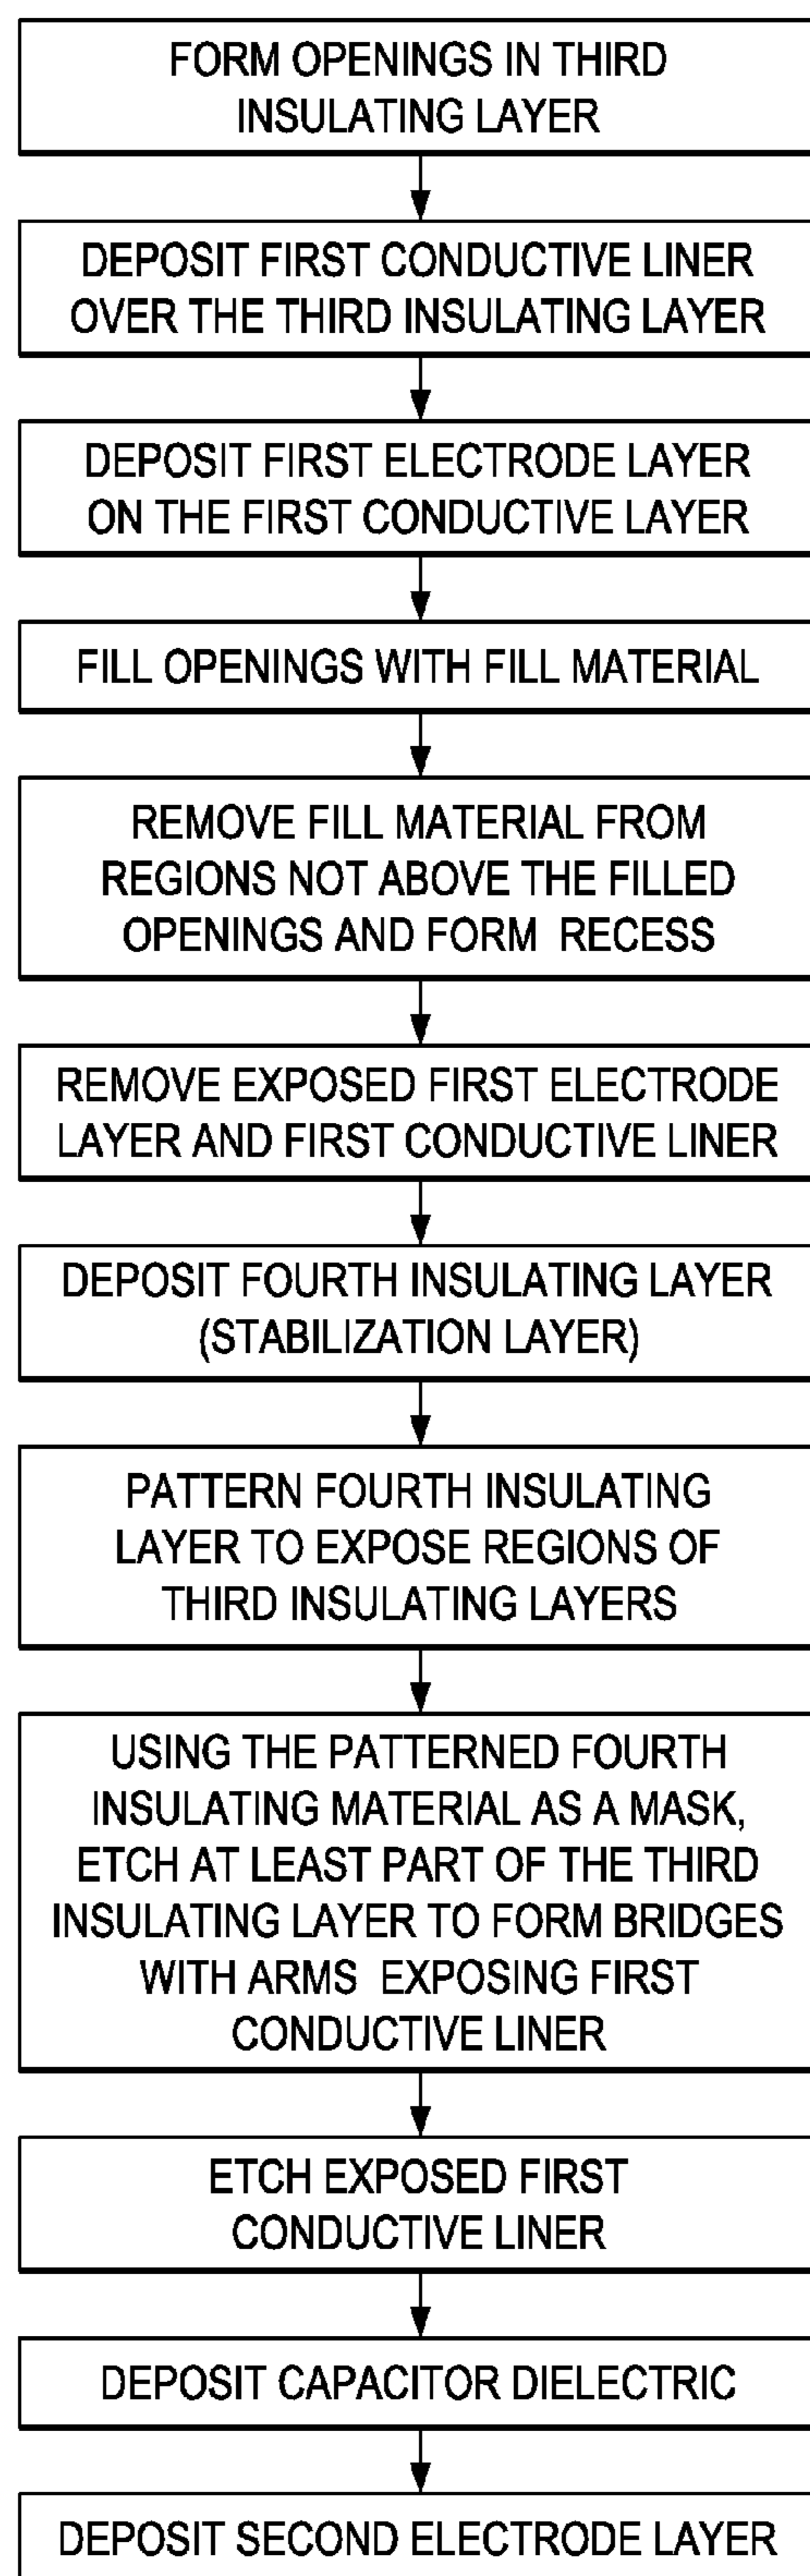 FORM OPENINGS IN THIRD
INSULATING LAYER
DEPOSIT FIRST CONDUCTIVE LINER
OVER THE THIRD INSULATING LAYER
DEPOSIT FIRST ELECTRODE LAYER
ON THE FIRST CONDUCTIVE LAYER
FILL OPENINGS WITH FILL MATERIAL
REMOVE FILL MATERIAL FROM
REGIONS NOT ABOVE THE FILLED
OPENINGS AND FORM RECESS
REMOVE EXPOSED FIRST ELECTRODE
LAYER AND FIRST CONDUCTIVE LINER
DEPOSIT FOURTH INSULATING LAYER
(STABILIZATION LAYER)
PATTERN FOURTH INSULATING
LAYER TO EXPOSE REGIONS OF
THIRD INSULATING LAYERS
USING THE PATTERNED FOURTH
INSULATING MATERIAL AS A MASK,
ETCH AT LEAST PART OF THE THIRD
INSULATING LAYER TO FORM BRIDGES
WITH ARMS EXPOSING FIRST
CONDUCTIVE LINER
ETCH EXPOSED FIRST
CONDUCTIVE LINER
DEPOSIT CAPACITOR DIELECTRIC
DEPOSIT SECOND ELECTRODE LAYER